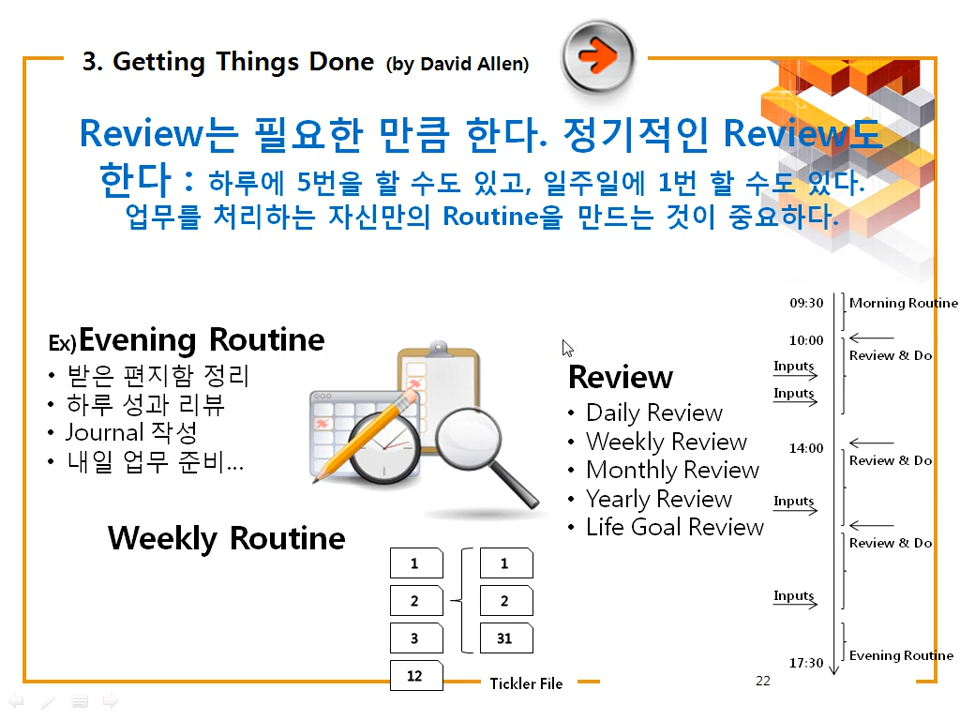 3. Getting Things Done (by David Allen)
Review는 필요한 만큼 한다. 정기적인 Review도
한다 : 하루에 5번을 할 수도 있고, 일주일에 1번 할 수도 있다.
업무를 처리하는 자신만의 Routine을 만드는 것이 중요하다.
Ex)Evening Routine
• 받은 편지함 정리
• 하루 성과 리뷰
• Journal 작성
• 내일 업무 준비...
Weekly Routine
Review
• Daily Review
• Weekly Review
• Monthly Review
• Yearly Review
• Life Goal Review
1
2
3
12
1
2
31
Tickler File
09:30
Morning Routine
10:00
Review & Do
Inputs
Inputs
14:00
Review & Do
Inputs
Review & Do
Inputs
Evening Routine
17:30
22